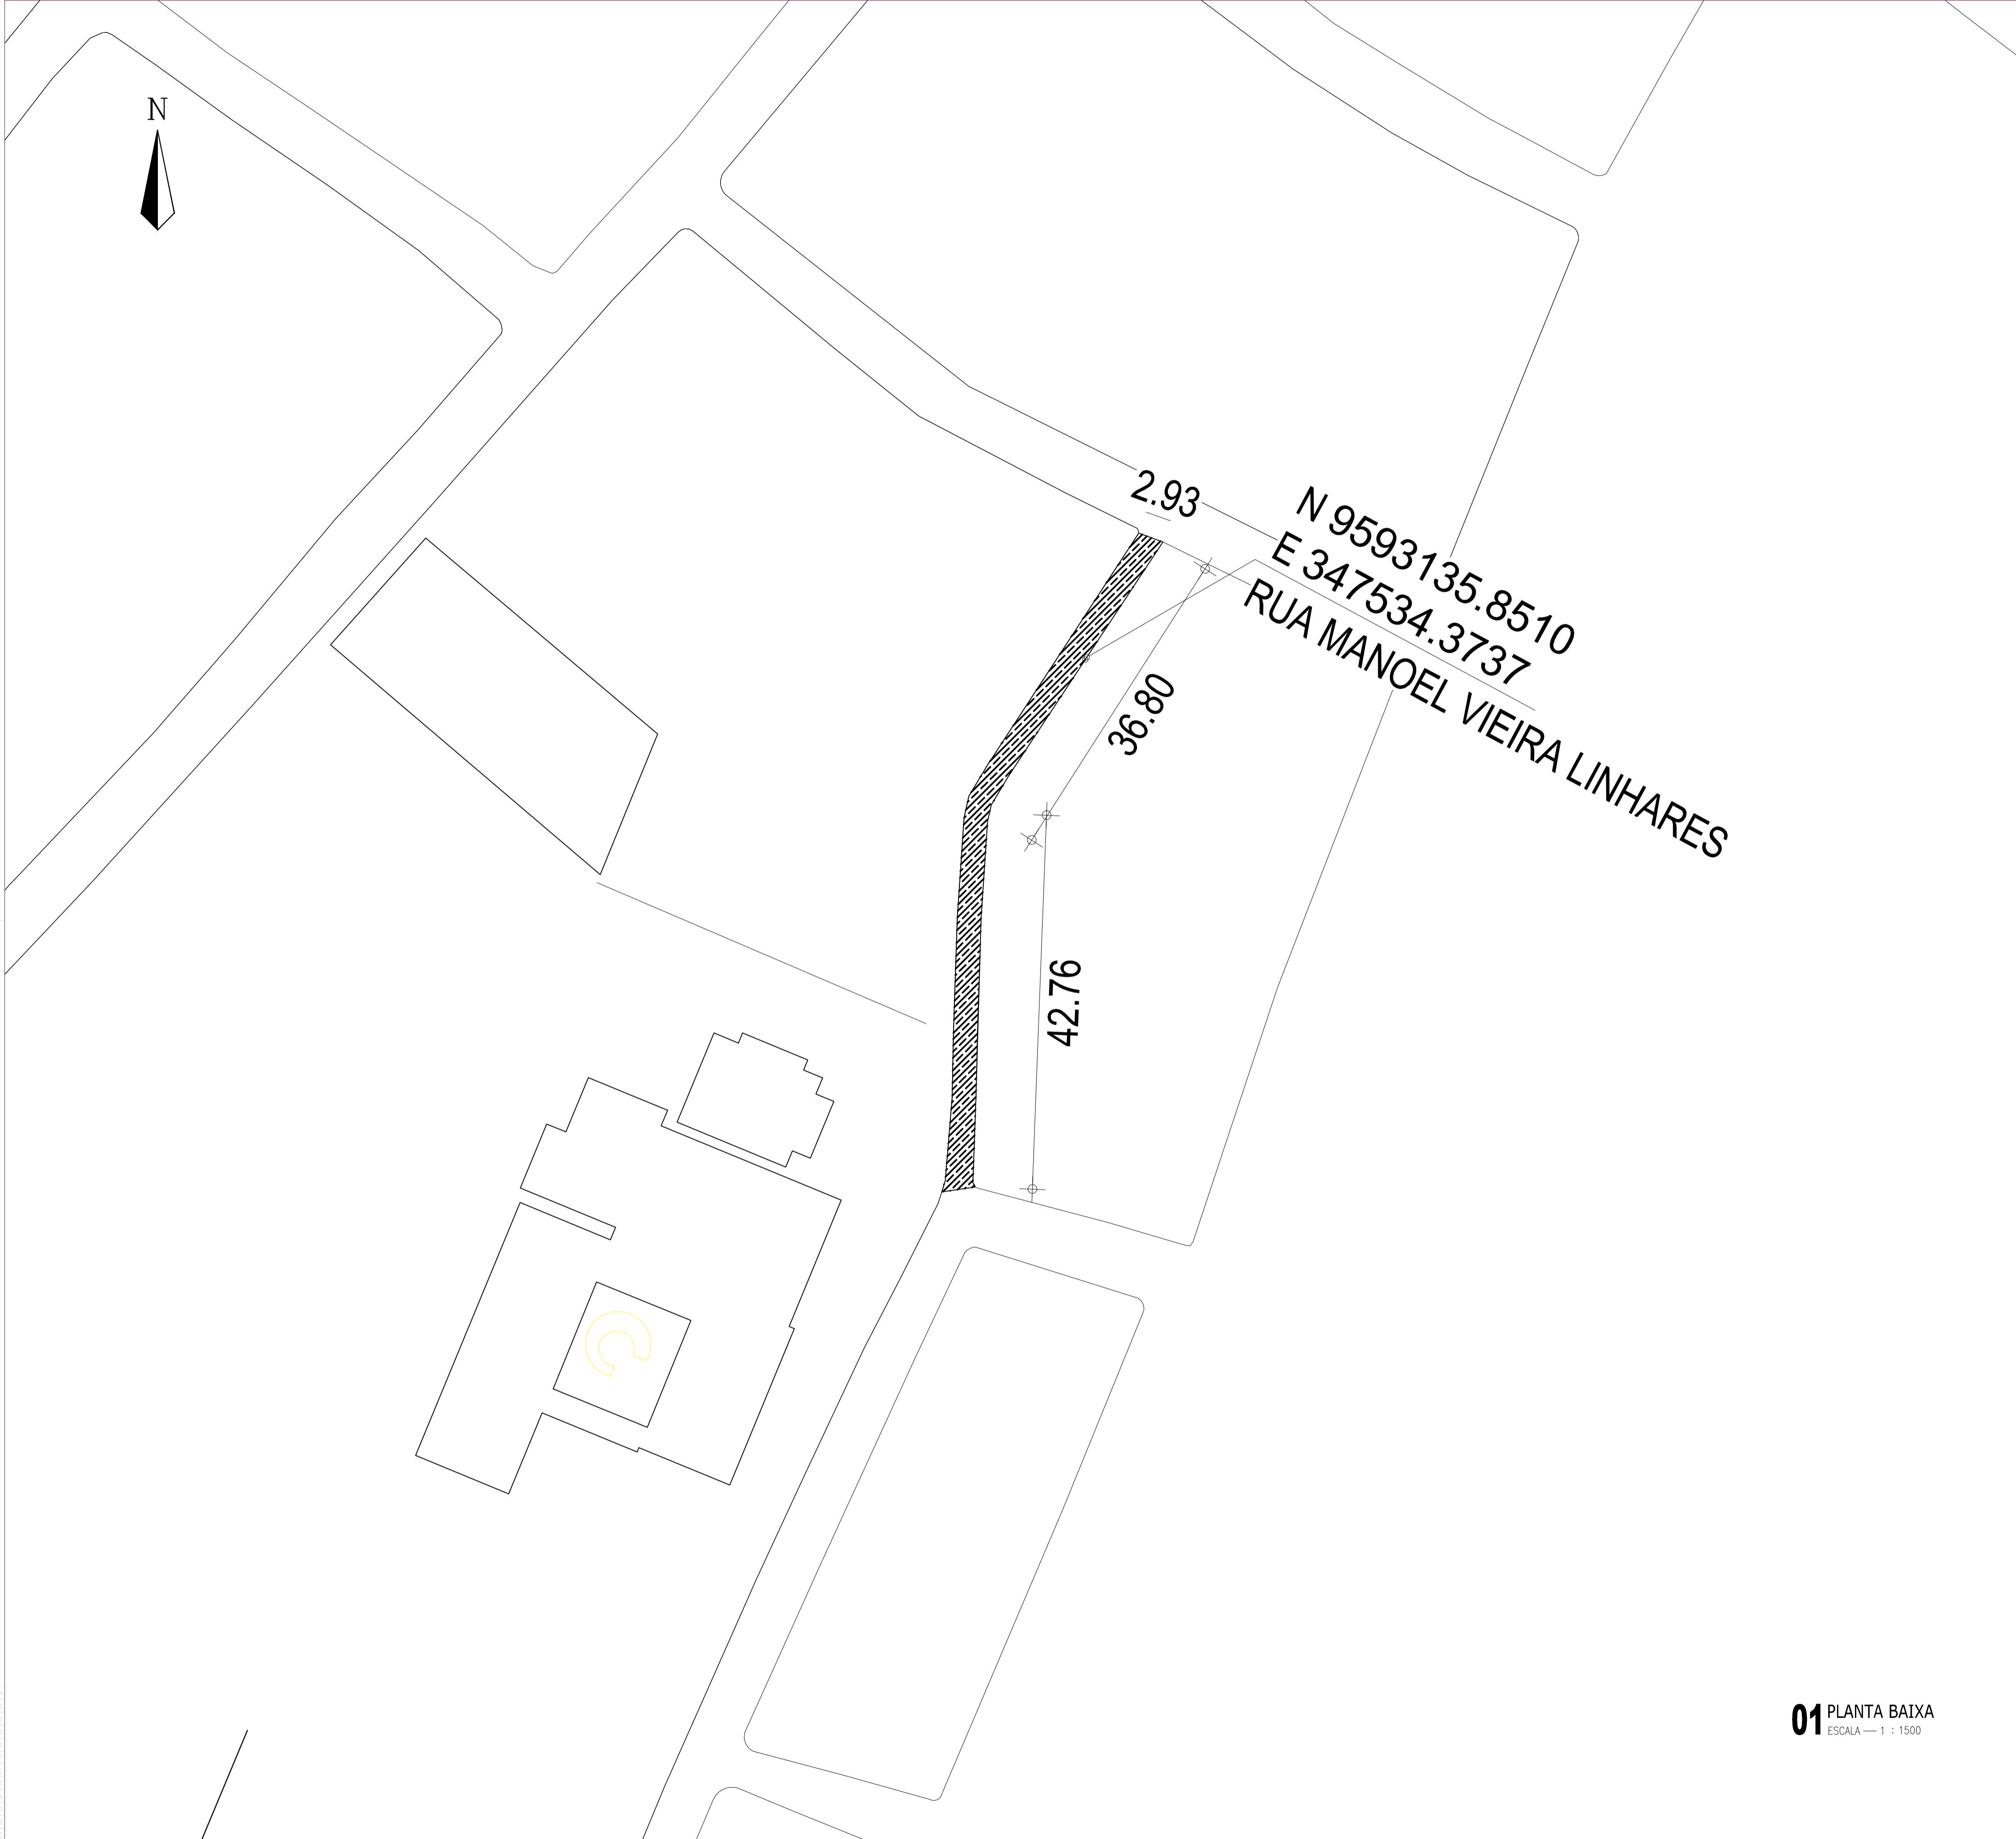 N
2.93
N 9593135.8510
E 347534.3737
RUA MANOEL VIEIRA LINHARES
36.80
42.76
01 PLANTA BAIXA
ESCALA — 1 : 1500